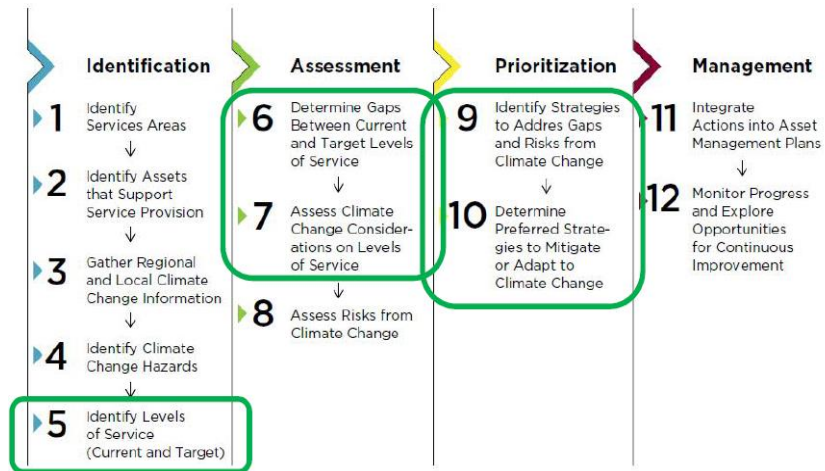 Identification
1 Identify
Services Areas
2 Identify Assets
that Support
Service Provision
3 Gather Regional
and Local Climate
Change Information
4 Identify Climate
Change Hazards
5 Identify Levels
of Service
(Current and Target)
Assessment
6 Determine Gaps
Between Current
and Target Levels
of Service
7 Assess Climate
Change Consider-
ations on Levels
of Service
8 Assess Risks from
Climate Change
Prioritization
9 Identify Strategies
to Addres Gaps
and Risks from
Climate Change
10 Determine
Preferred Strate-
gies to Mitigate
or Adapt to
Climate Change
Management
11 Integrate
Actions into Asset
Management Plans
12 Monitor Progress
and Explore
Opportunities
for Continuous
Improvement